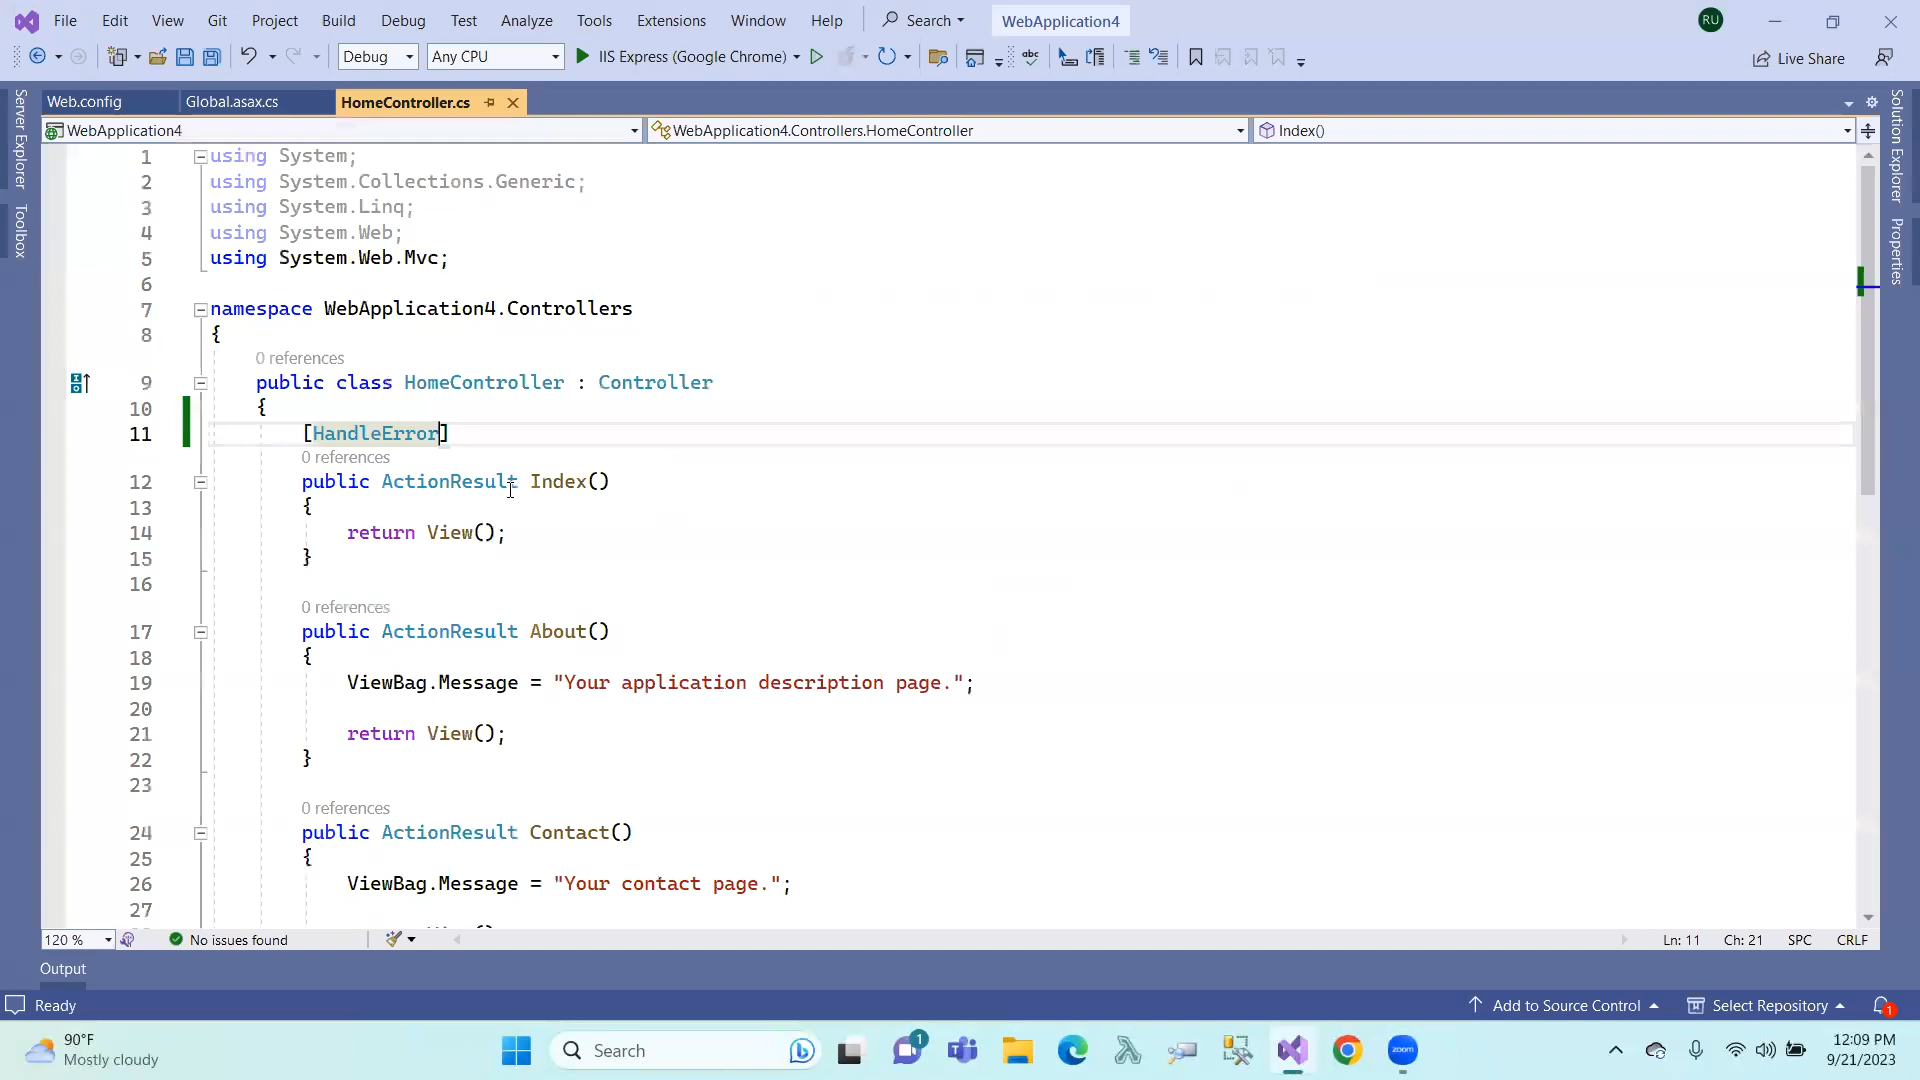 File Edit View Git Project Build Debug Test Analyze Tools Extensions Window Help Search WebApplication4 RU
Debug Any CPU IIS Express (Google Chrome) Live Share
Web.config Global.asax.cs HomeController.cs
WebApplication4 WebApplication4.Controllers.HomeController Index()
Server Explorer
Toolbox
Solution Explorer
Properties
1 using System;
2 using System.Collections.Generic;
3 using System.Linq;
4 using System.Web;
5 using System.Web.Mvc;
6
7 namespace WebApplication4.Controllers
8 {
0 references
9 public class HomeController : Controller
10 {
11 [HandleError]
0 references
12 public ActionResult Index()
13 {
14 return View();
15 }
16
0 references
17 public ActionResult About()
18 {
19 ViewBag.Message = "Your application description page.";
20
21 return View();
22 }
23
0 references
24 public ActionResult Contact()
25 {
26 ViewBag.Message = "Your contact page.";
27
120 % No issues found Ln: 11 Ch: 21 SPC CRLF
Output
Ready Add to Source Control Select Repository 1
90°F
Mostly cloudy
Search
1
zoom
12:09 PM
9/21/2023